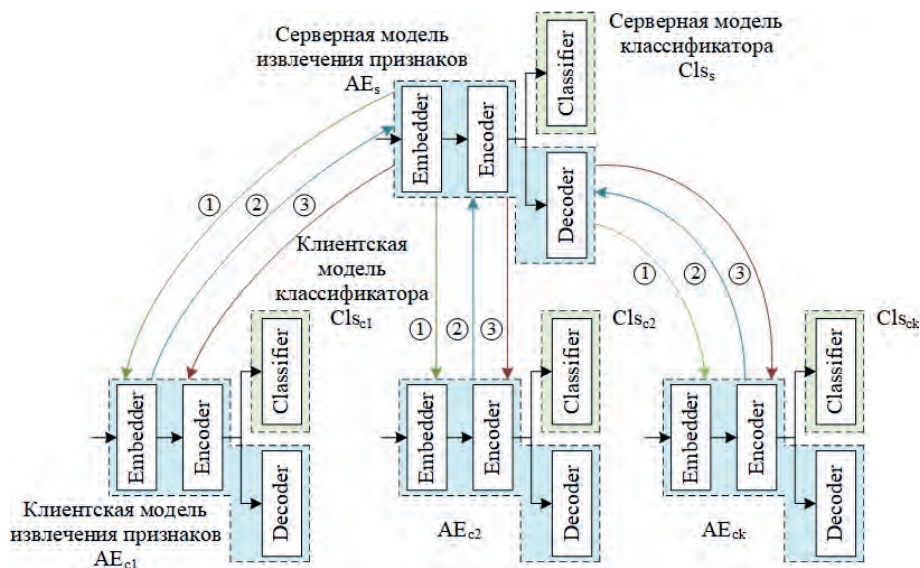 Серверная модель
извлечения признаков
AEs
Серверная модель
классификатора
Clss
Classifier
Embedder
Encoder
Decoder
①
②
③
Клиентская
модель
классификатора
Clsc1
①
②
③
Clsc2
①
②
③
Clsck
Embedder
Encoder
Classifier
Decoder
Embedder
Encoder
Classifier
Decoder
Embedder
Encoder
Classifier
Decoder
Клиентская модель
извлечения признаков
AEc1
AEc2
AEck